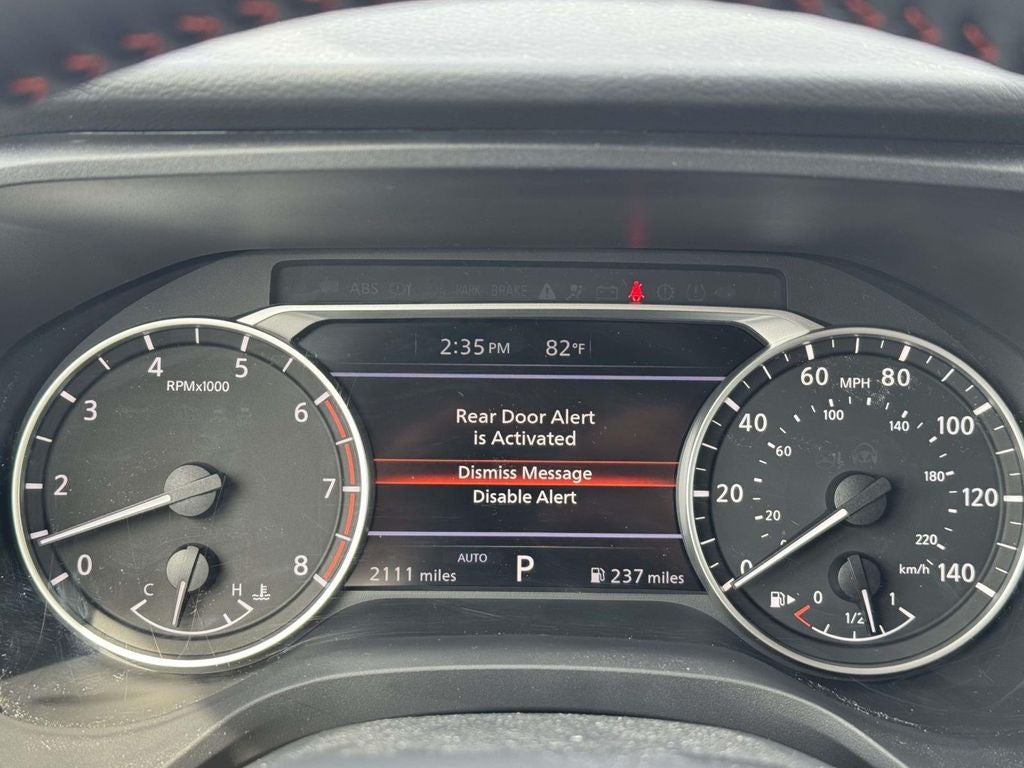 ABS
PARK BRAKE
2:35 PM 82°F
Rear Door Alert
is Activated
Dismiss Message
Disable Alert
AUTO
2111 miles P 237 miles
RPMx1000
0 2 3 4 5 6 7 8
C H
MPH
0 20 40 60 80 100 120 140
20 60 100 140 180 220
km/h
0 1/2 1